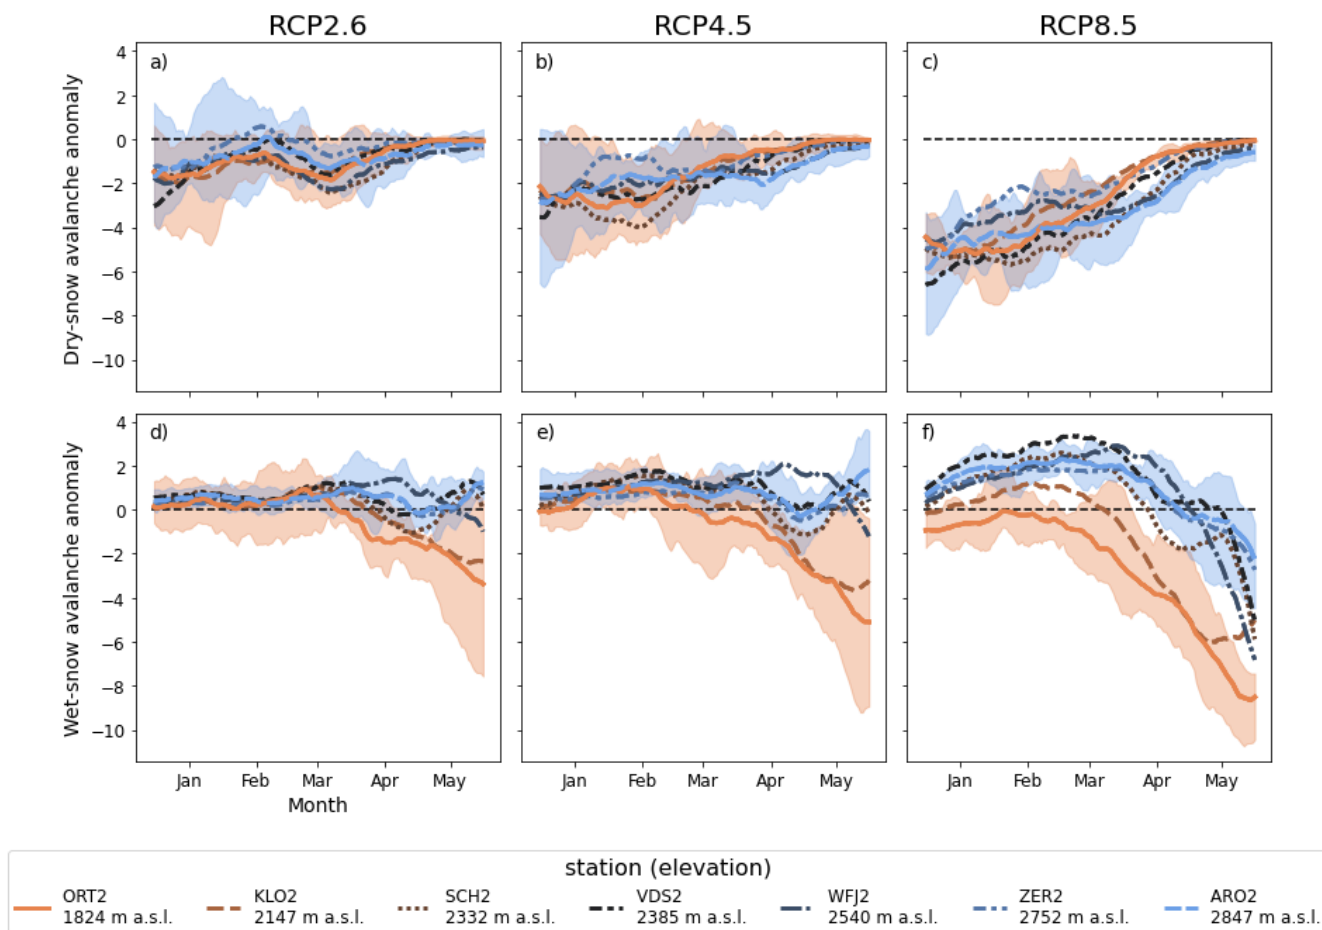 RCP2.6 RCP4.5 RCP8.5
a) b) c)
Dry-snow avalanche anomaly
4
2
0
−2
−4
−6
−8
−10
d) e) f)
Wet-snow avalanche anomaly
4
2
0
−2
−4
−6
−8
−10
Jan Feb Mar Apr May Jan Feb Mar Apr May Jan Feb Mar Apr May
Month
station (elevation)
ORT2 KLO2 SCH2 VDS2 WFJ2 ZER2 ARO2
1824 m a.s.l. 2147 m a.s.l. 2332 m a.s.l. 2385 m a.s.l. 2540 m a.s.l. 2752 m a.s.l. 2847 m a.s.l.